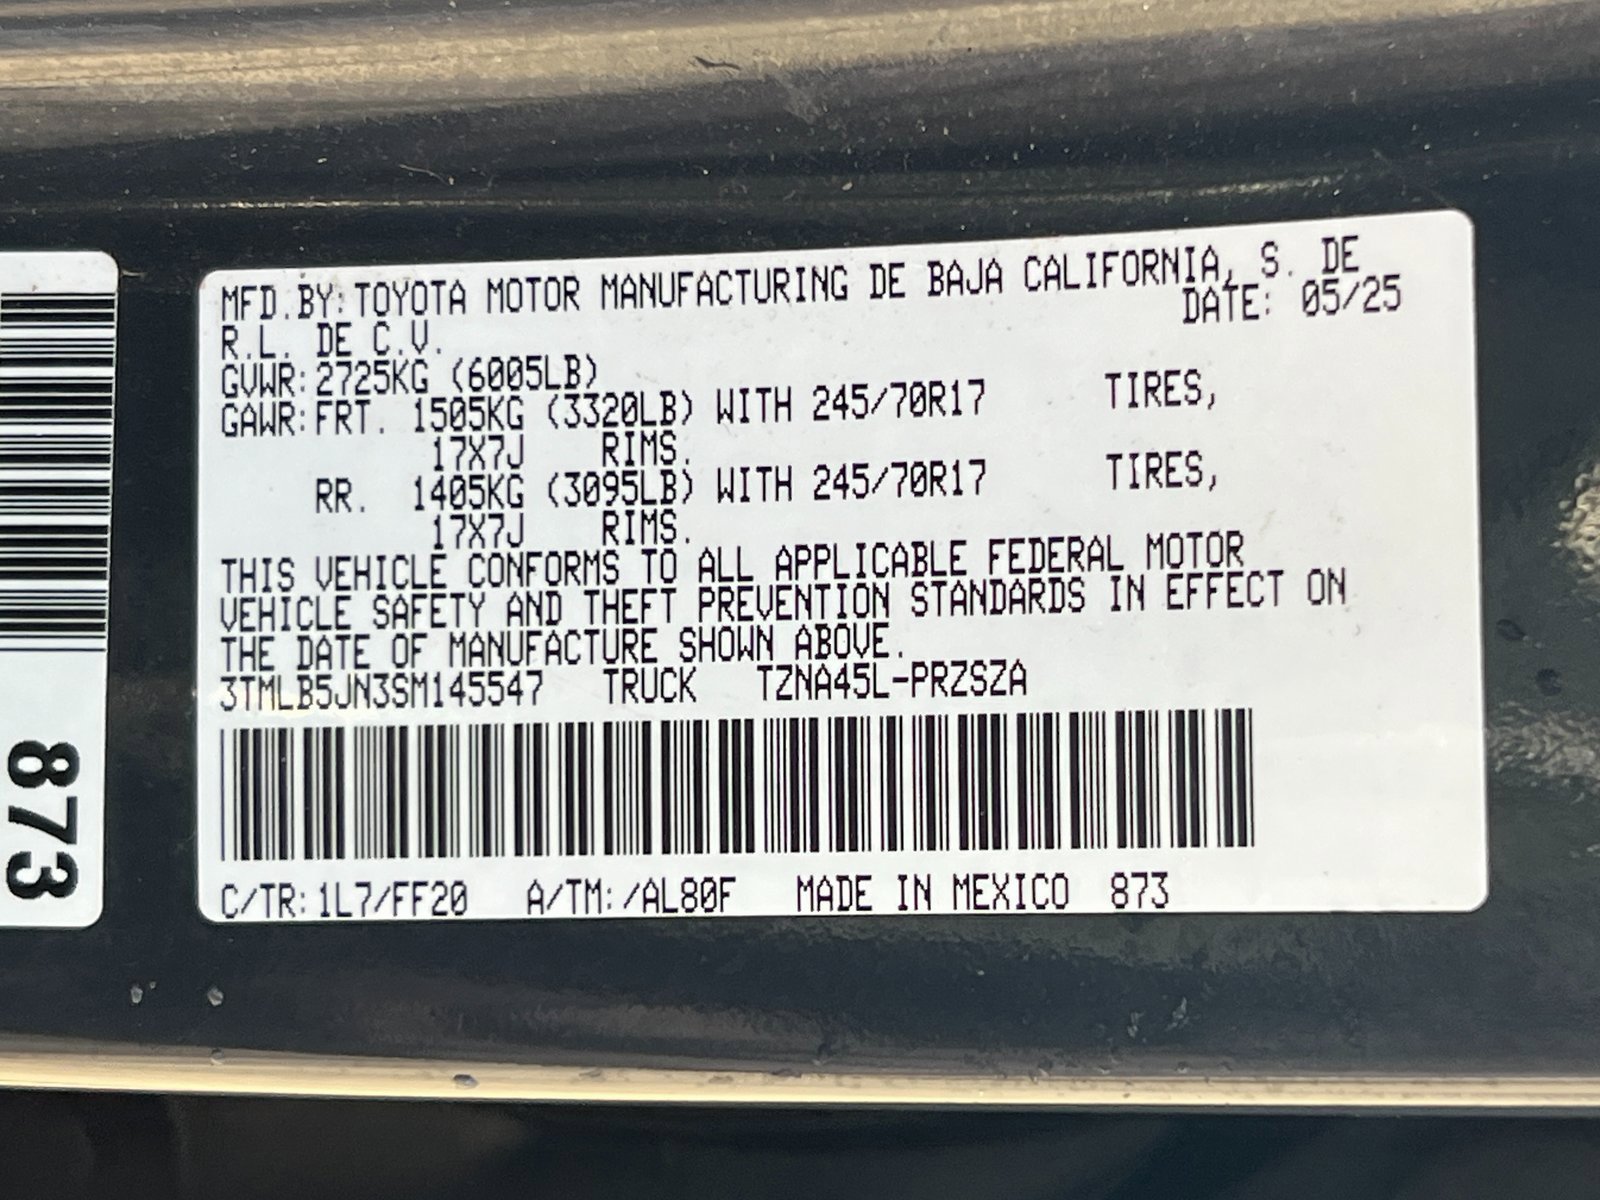 MFD.BY: TOYOTA MOTOR MANUFACTURING DE BAJA CALIFORNIA, S. DE
R.L. DE C.V. DATE: 05/25
GVWR: 2725KG (6005LB)
GAWR: FRT. 1505KG (3320LB) WITH 245/70R17 TIRES,
17X7J RIMS.
RR. 1405KG (3095LB) WITH 245/70R17 TIRES,
17X7J RIMS.
THIS VEHICLE CONFORMS TO ALL APPLICABLE FEDERAL MOTOR
VEHICLE SAFETY AND THEFT PREVENTION STANDARDS IN EFFECT ON
THE DATE OF MANUFACTURE SHOWN ABOVE.
3TMLB5JN3SM145547 TRUCK TZNA45L-PRZSZA
C/TR: 1L7/FF20 A/TM: /AL80F MADE IN MEXICO 873
873